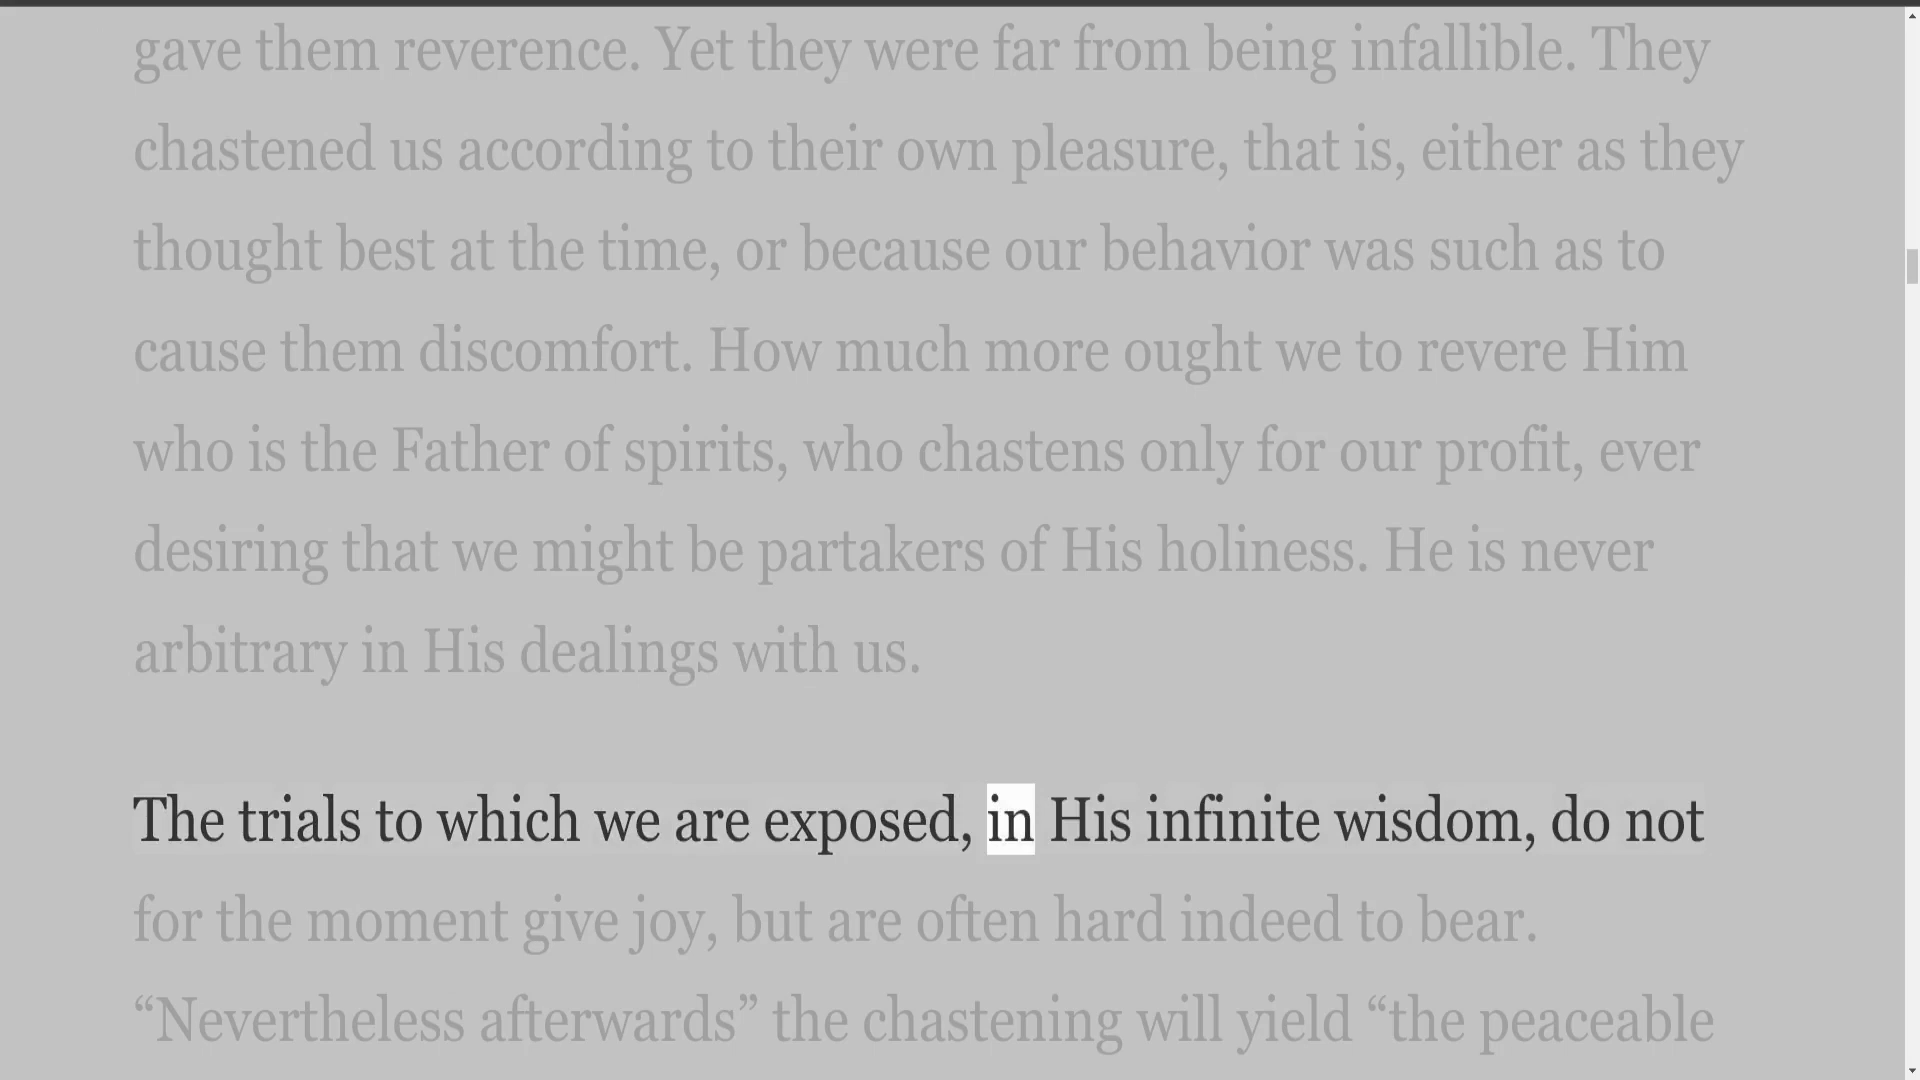 gave them reverence. Yet they were far from being infallible. They
chastened us according to their own pleasure, that is, either as they
thought best at the time, or because our behavior was such as to
cause them discomfort. How much more ought we to revere Him
who is the Father of spirits, who chastens only for our profit, ever
desiring that we might be partakers of His holiness. He is never
arbitrary in His dealings with us.
The trials to which we are exposed, in His infinite wisdom, do not
for the moment give joy, but are often hard indeed to bear.
“Nevertheless afterwards” the chastening will yield “the peaceable